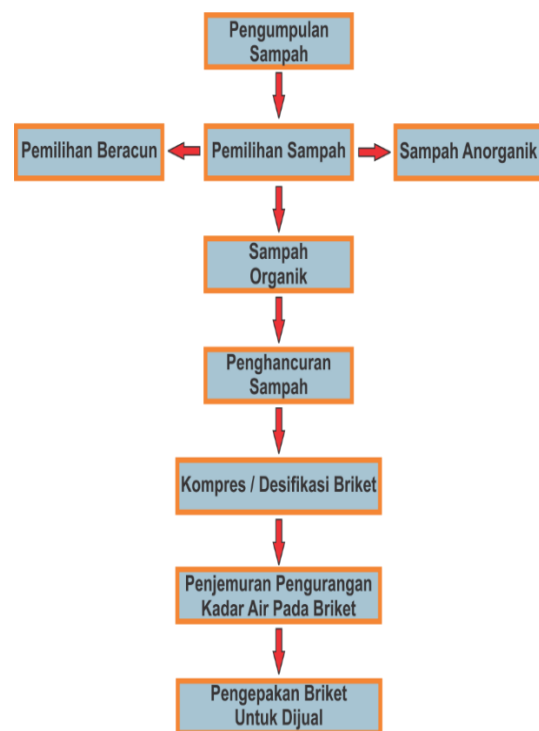 Pengumpulan
Sampah
Pemilihan Beracun
Pemilihan Sampah
Sampah Anorganik
Sampah
Organik
Penghancuran
Sampah
Kompres / Desifikasi Briket
Penjemuran Pengurangan
Kadar Air Pada Briket
Pengepakan Briket
Untuk Dijual